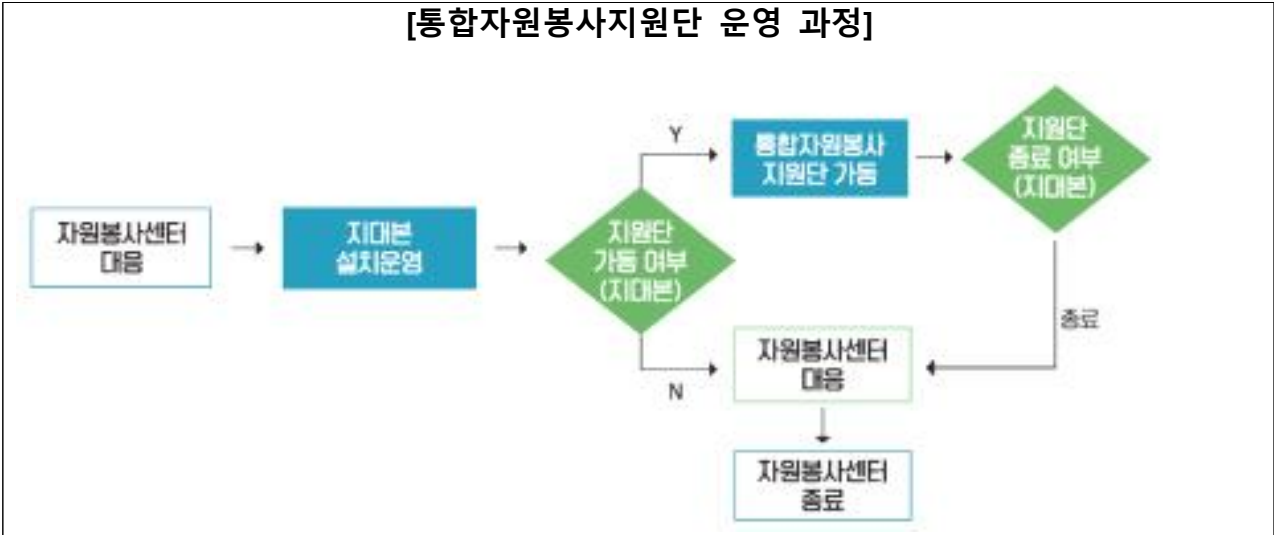 [통합자원봉사지원단 운영 과정]
자원봉사센터
대응
지대본
설치운영
지원단
가동 여부
(지대본)
Y
통합자원봉사
지원단 가동
지원단
종료 여부
(지대본)
종료
N
자원봉사센터
대응
자원봉사센터
종료